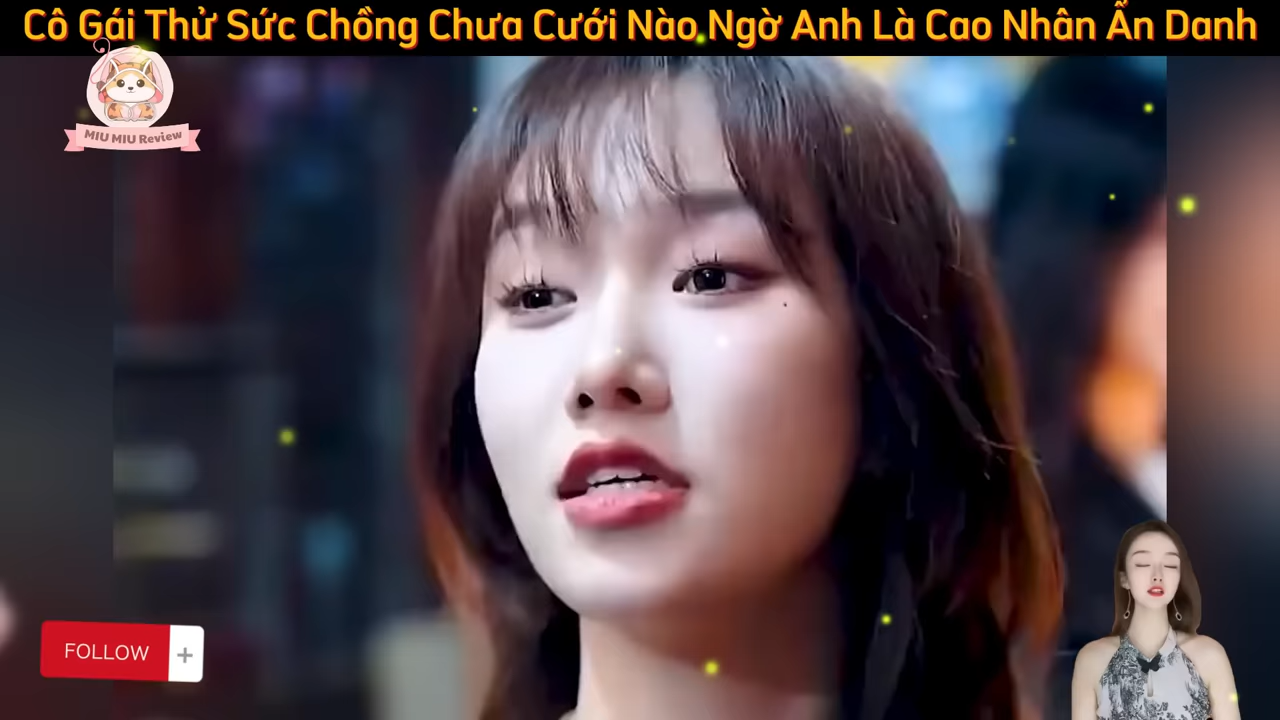 Cô Gái Thử Sức Chồng Chưa Cưới Nào Ngờ Anh Là Cao Nhân Ẩn Danh
MIU MIU Review
FOLLOW +